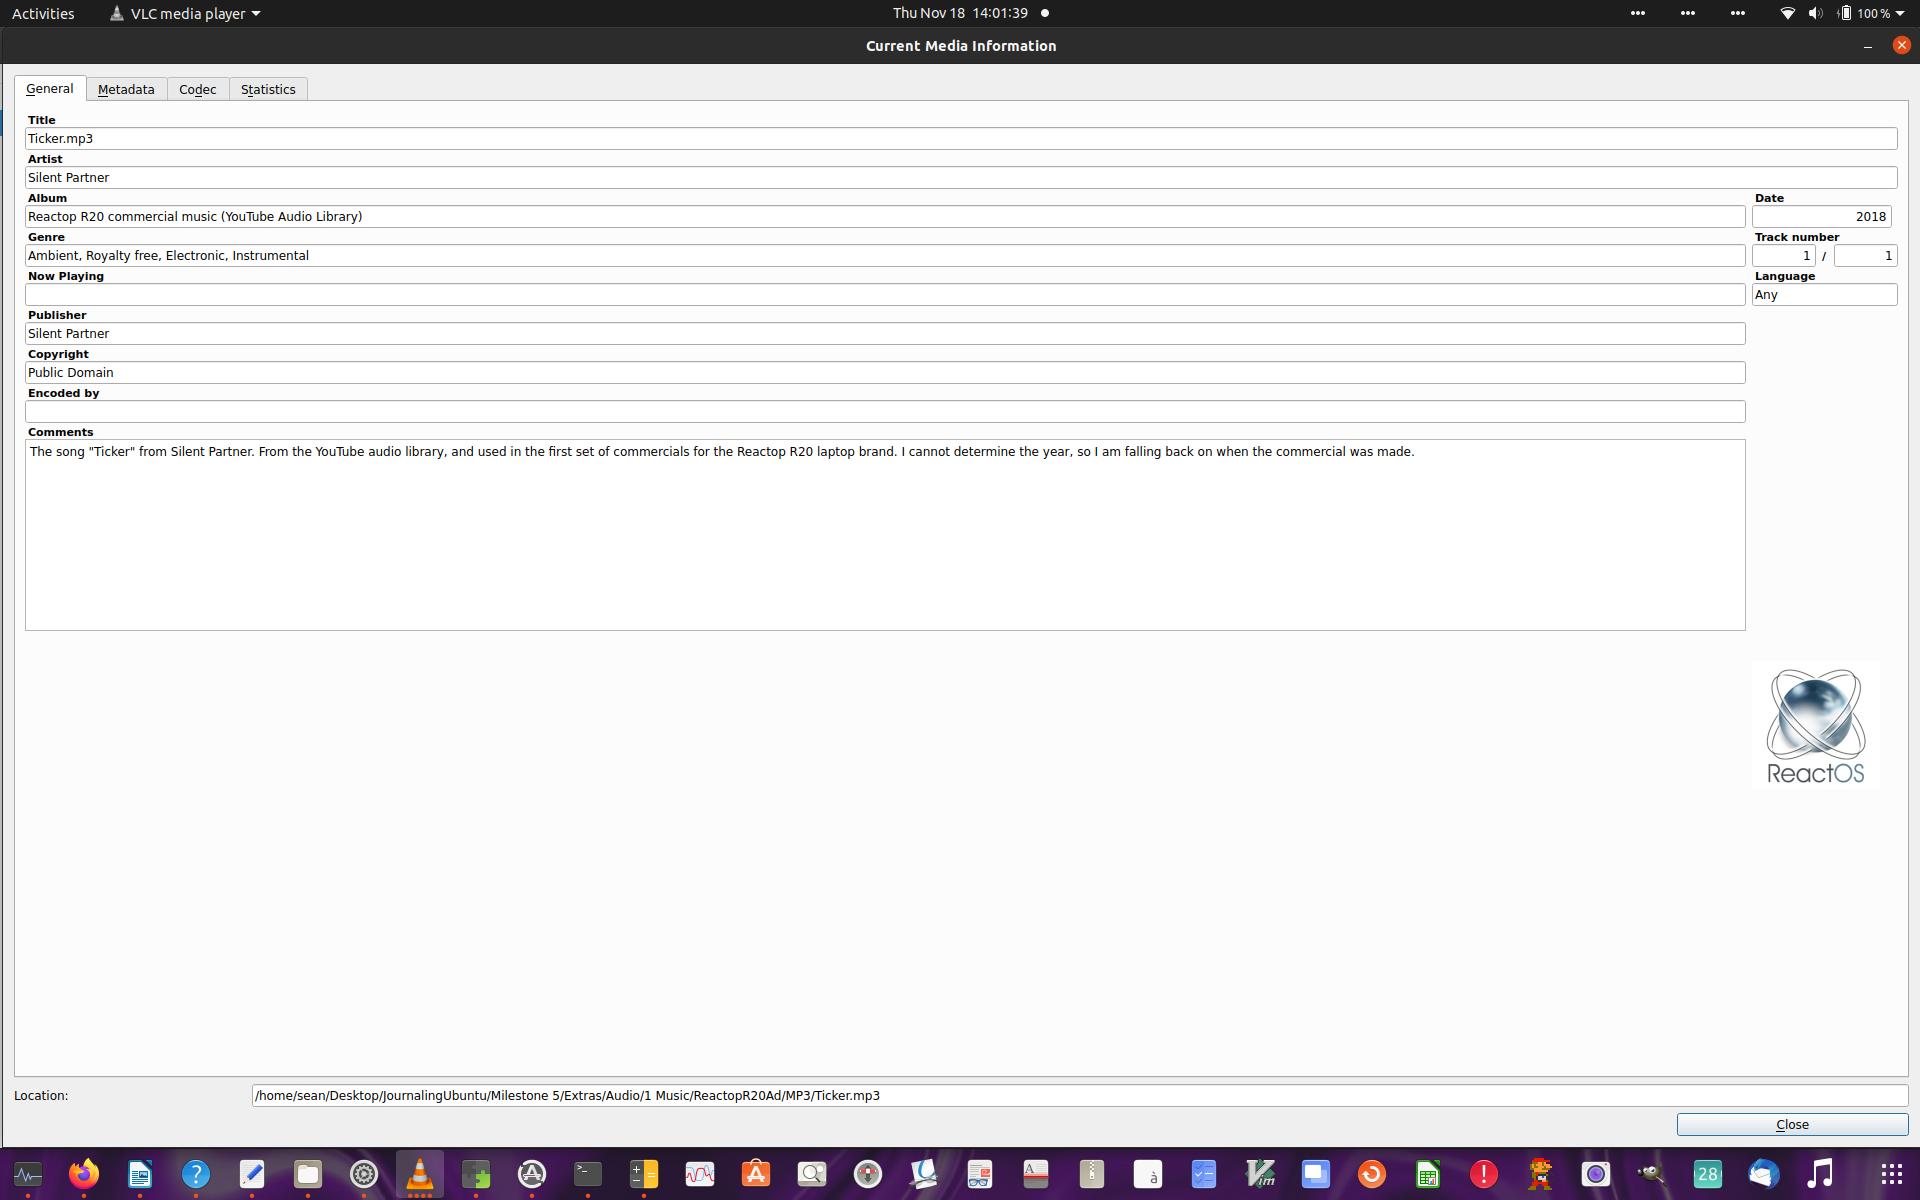 Activities VLC media player Thu Nov 18 14:01:39 100 %
Current Media Information
General Metadata Codec Statistics
Title
Ticker.mp3
Artist
Silent Partner
Album Date
Reactop R20 commercial music (YouTube Audio Library) 2018
Genre Track number
Ambient, Royalty free, Electronic, Instrumental 1 / 1
Now Playing Language
Any
Publisher
Silent Partner
Copyright
Public Domain
Encoded by
Comments
The song "Ticker" from Silent Partner. From the YouTube audio library, and used in the first set of commercials for the Reactop R20 laptop brand. I cannot determine the year, so I am falling back on when the commercial was made.
ReactOS
Location: /home/sean/Desktop/JournalingUbuntu/Milestone 5/Extras/Audio/1 Music/ReactopR20Ad/MP3/Ticker.mp3
Close
28